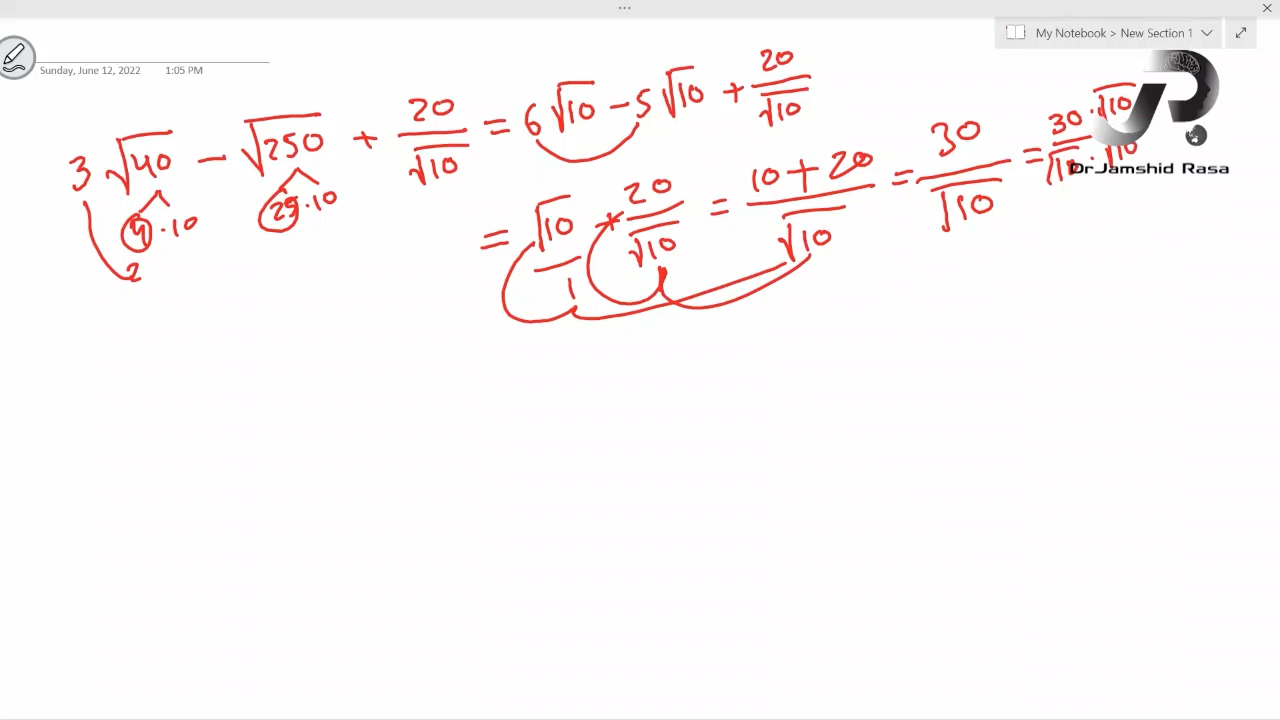 My Notebook > New Section 1
Sunday, June 12, 2022 1:05 PM
3√40 − √250 + 20/√10 = 6√10 − 5√10 + 20/√10
4·10 25·10
2
= √10/1 + 20/√10 = (10+20)/√10 = 30/√10 = 30·√10/√10·√10
Dr.Jamshid Rasa